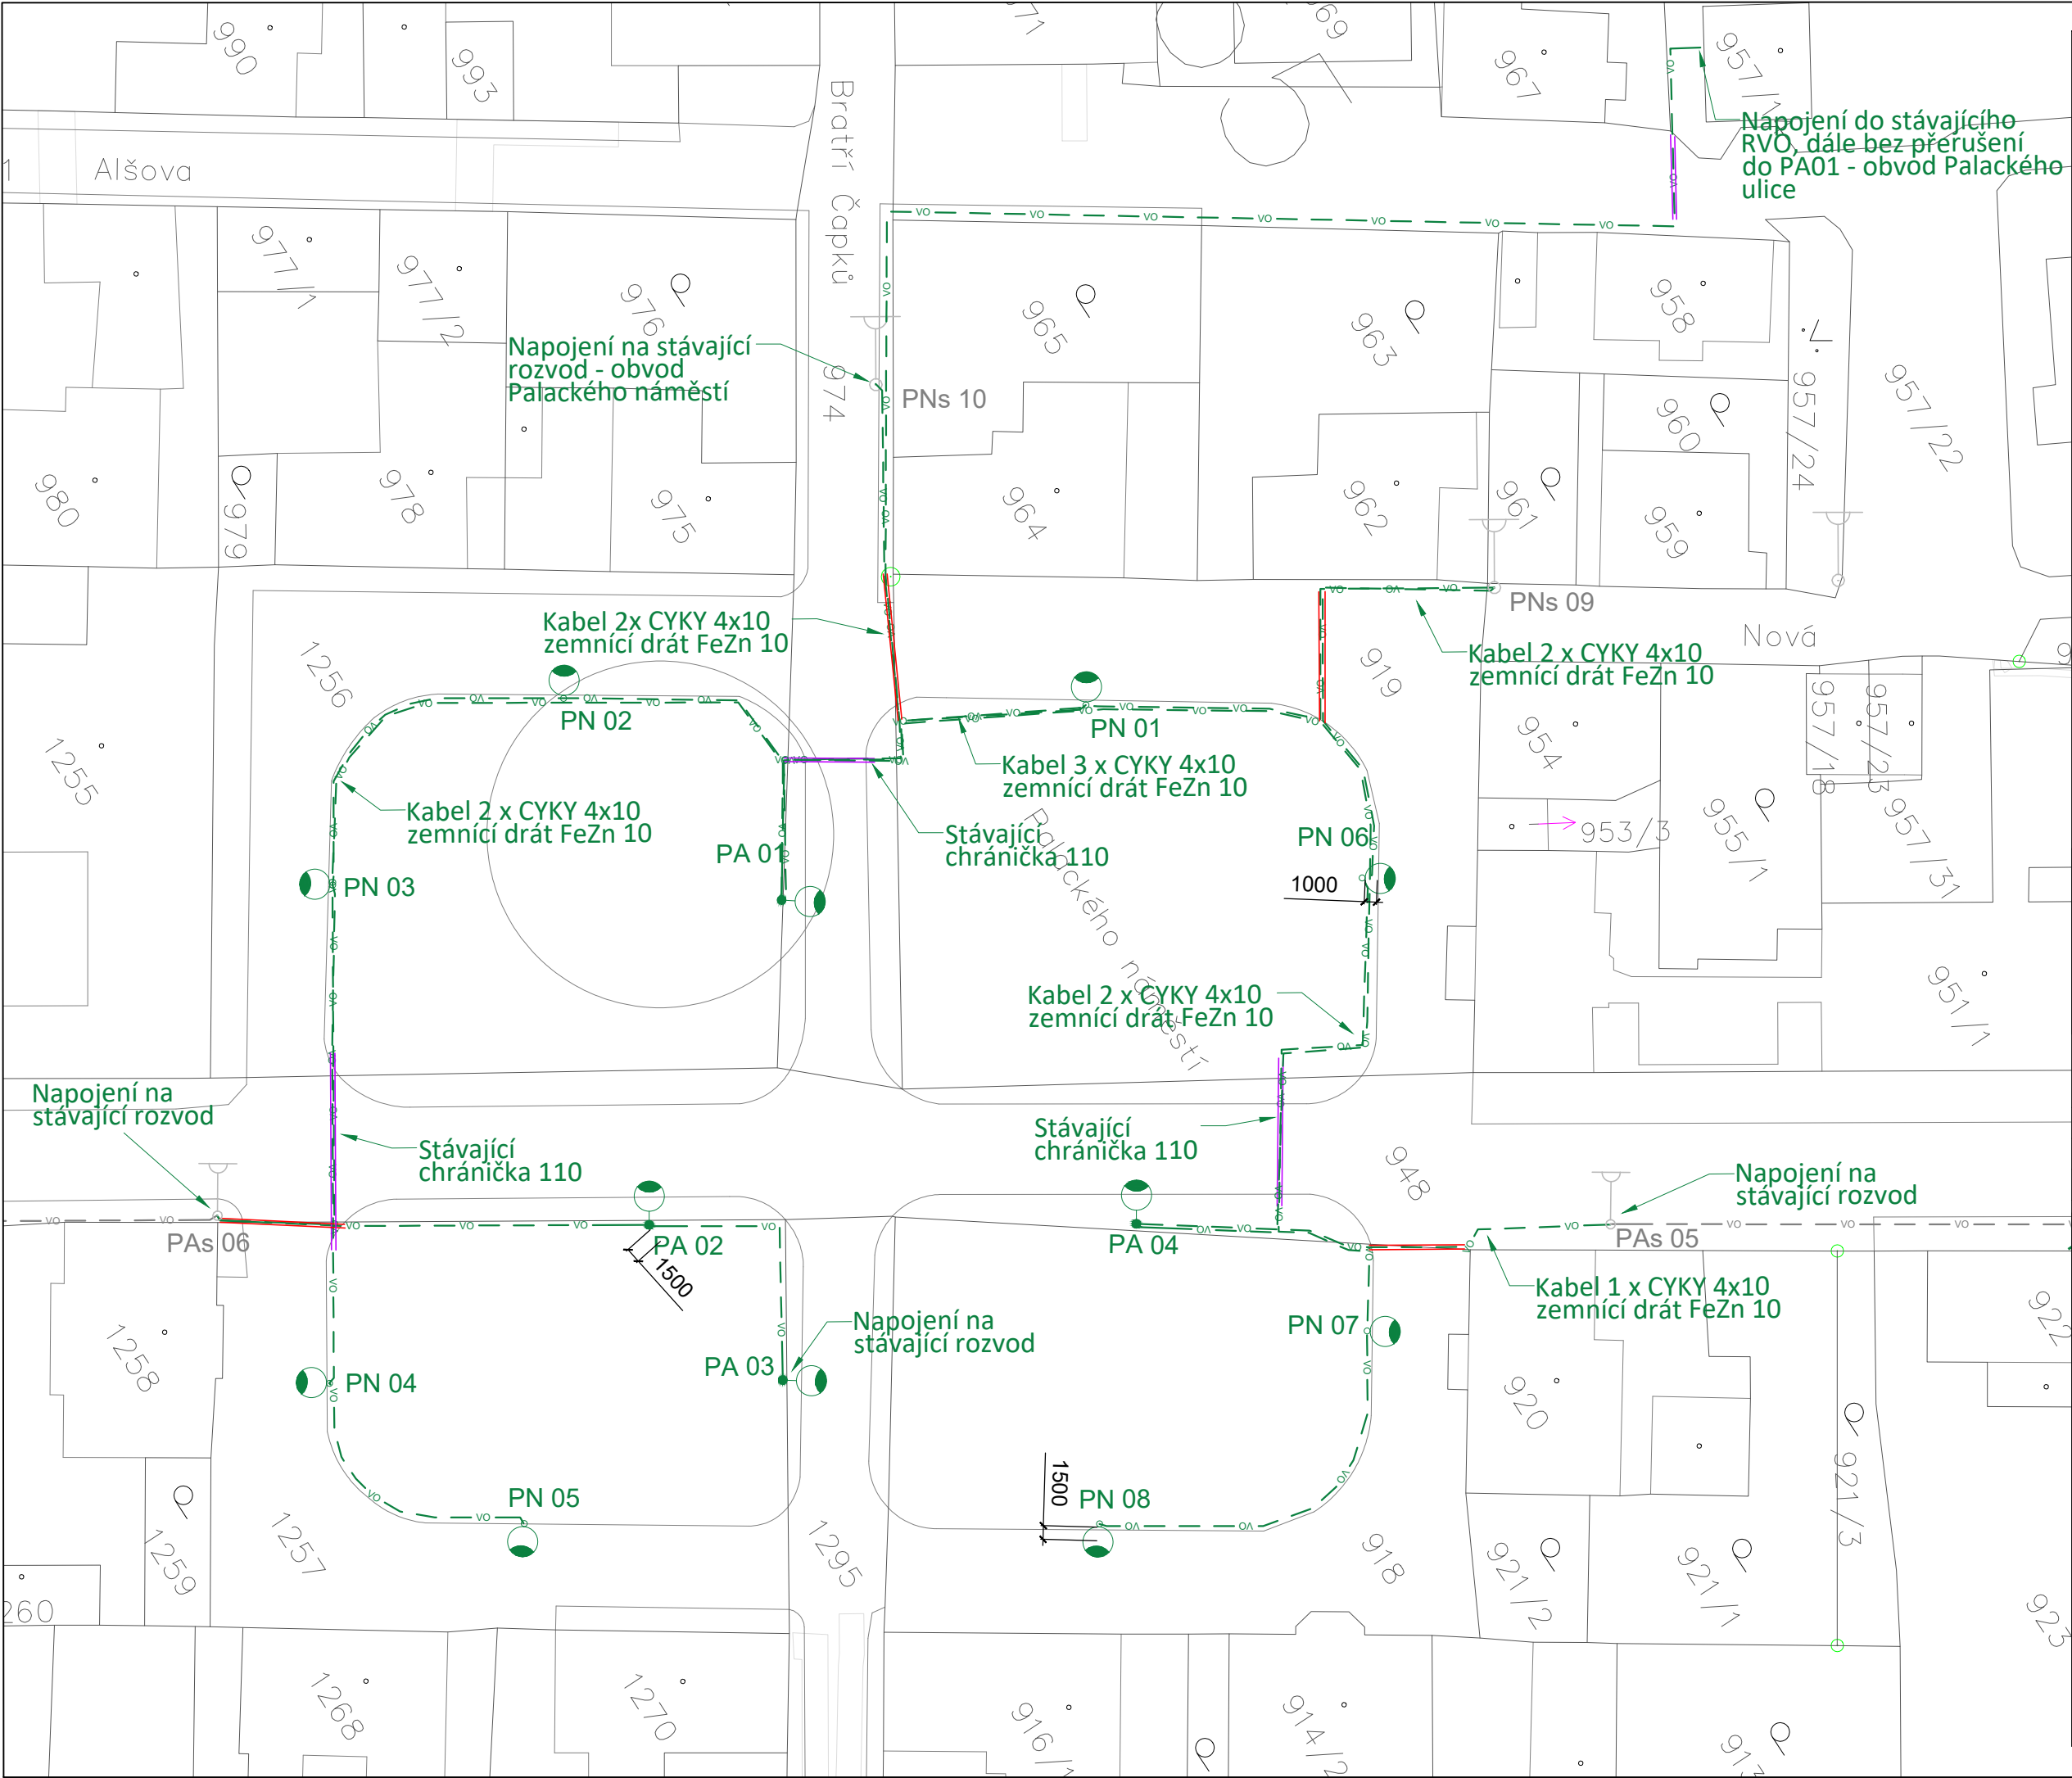 990
993
967
957/1
Napojení do stávajícího
RVO, dále bez přerušení
do PA01 - obvod Palackého
ulice
Alšova
Bratří Čapků
977/1
977/2
976
965
963
958
Napojení na stávající
rozvod - obvod
Palackého náměstí
974
PNs 10
957/24
957/22
960
980
979
978
975
964
962
961
959
PNs 09
Nová
Kabel 2x CYKY 4x10
zemnící drát FeZn 10
Kabel 2 x CYKY 4x10
zemnící drát FeZn 10
1256
919
PN 02
PN 01
954
957/18
957/23
1255
Kabel 3 x CYKY 4x10
zemnící drát FeZn 10
Kabel 2 x CYKY 4x10
zemnící drát FeZn 10
Stávající
chránička 110
PA 01
PN 06
953/3
955/1
957/31
PN 03
1000
Palackého náměstí
951/1
Kabel 2 x CYKY 4x10
zemnící drát FeZn 10
Napojení na
stávající rozvod
Stávající
chránička 110
Stávající
chránička 110
948
Napojení na
stávající rozvod
PAs 06
PA 02
1500
PA 04
PAs 05
Kabel 1 x CYKY 4x10
zemnící drát FeZn 10
922
Napojení na
stávající rozvod
PN 07
1258
PN 04
PA 03
920
921/3
1500
PN 05
PN 08
1259
1257
1295
918
921/2
921/1
260
923
1268
1270
916/1
914/2
VO